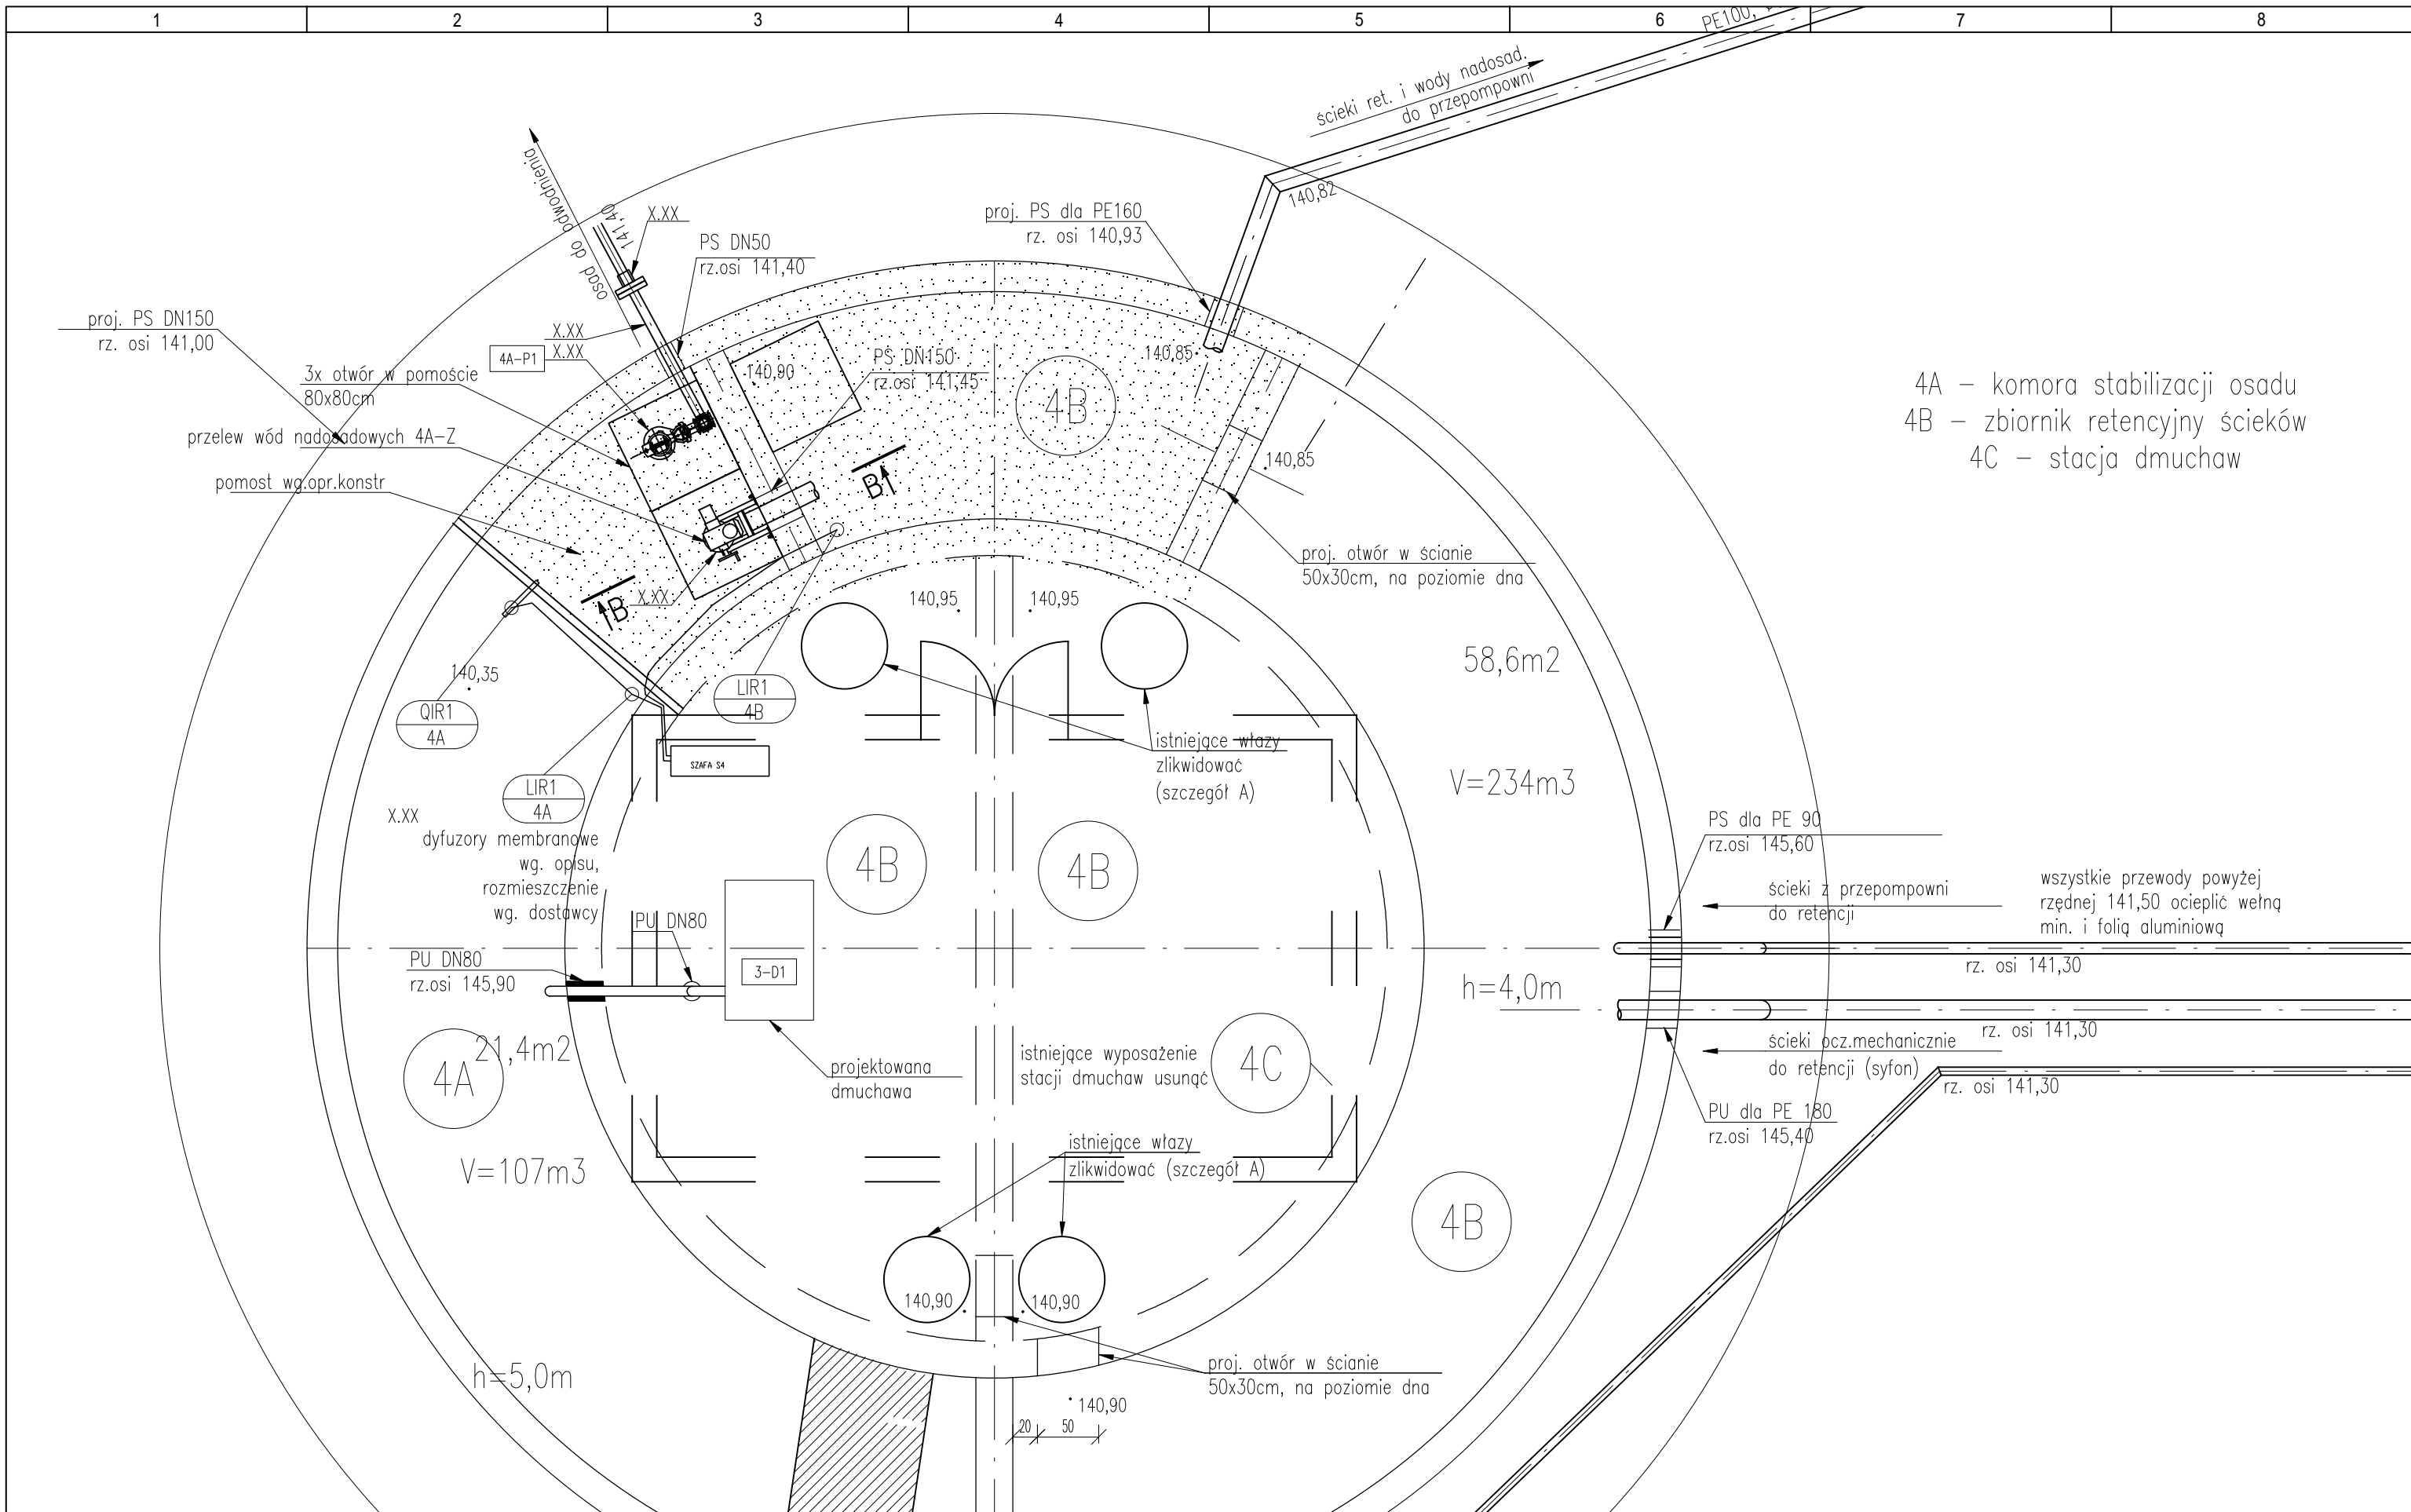 1 2 3 4 5 6 7 8
PE100,
ścieki ret. i wody nadosad.
do przepompowni
140,82
osad do odwodnienia
141,40
X.XX
PS DN50
rz.osi 141,40
proj. PS dla PE160
rz. osi 140,93
proj. PS DN150
rz. osi 141,00
X.XX
4A-P1
X.XX
3x otwór w pomoście
80x80cm
140,90
PS DN150
rz.osi 141,45
140,85
4B
4A - komora stabilizacji osadu
4B - zbiornik retencyjny ścieków
4C - stacja dmuchaw
przelew wód nadosadowych 4A-Z
pomost wg.opr.konstr
B
140,85
proj. otwór w ścianie
50x30cm, na poziomie dna
B
X.XX
140,95
140,95
140,35
QIR1
4A
LIR1
4B
58,6m2
SZAFA S4
istniejące włazy
zlikwidować
(szczegół A)
LIR1
4A
V=234m3
X.XX
dyfuzory membranowe
wg. opisu,
rozmieszczenie
wg. dostawcy
4B
4B
PS dla PE 90
rz.osi 145,60
ścieki z przepompowni
do retencji
wszystkie przewody powyżej
rzędnej 141,50 ocieplić wełną
min. i folią aluminiową
PU DN80
PU DN80
rz.osi 145,90
3-D1
rz. osi 141,30
h=4,0m
rz. osi 141,30
ścieki ocz.mechanicznie
do retencji (syfon)
rz. osi 141,30
21,4m2
4A
projektowana
dmuchawa
istniejące wyposażenie
stacji dmuchaw usunąć
4C
PU dla PE 180
rz.osi 145,40
istniejące włazy
zlikwidować (szczegół A)
V=107m3
4B
140,90
140,90
h=5,0m
proj. otwór w ścianie
50x30cm, na poziomie dna
140,90
20 50